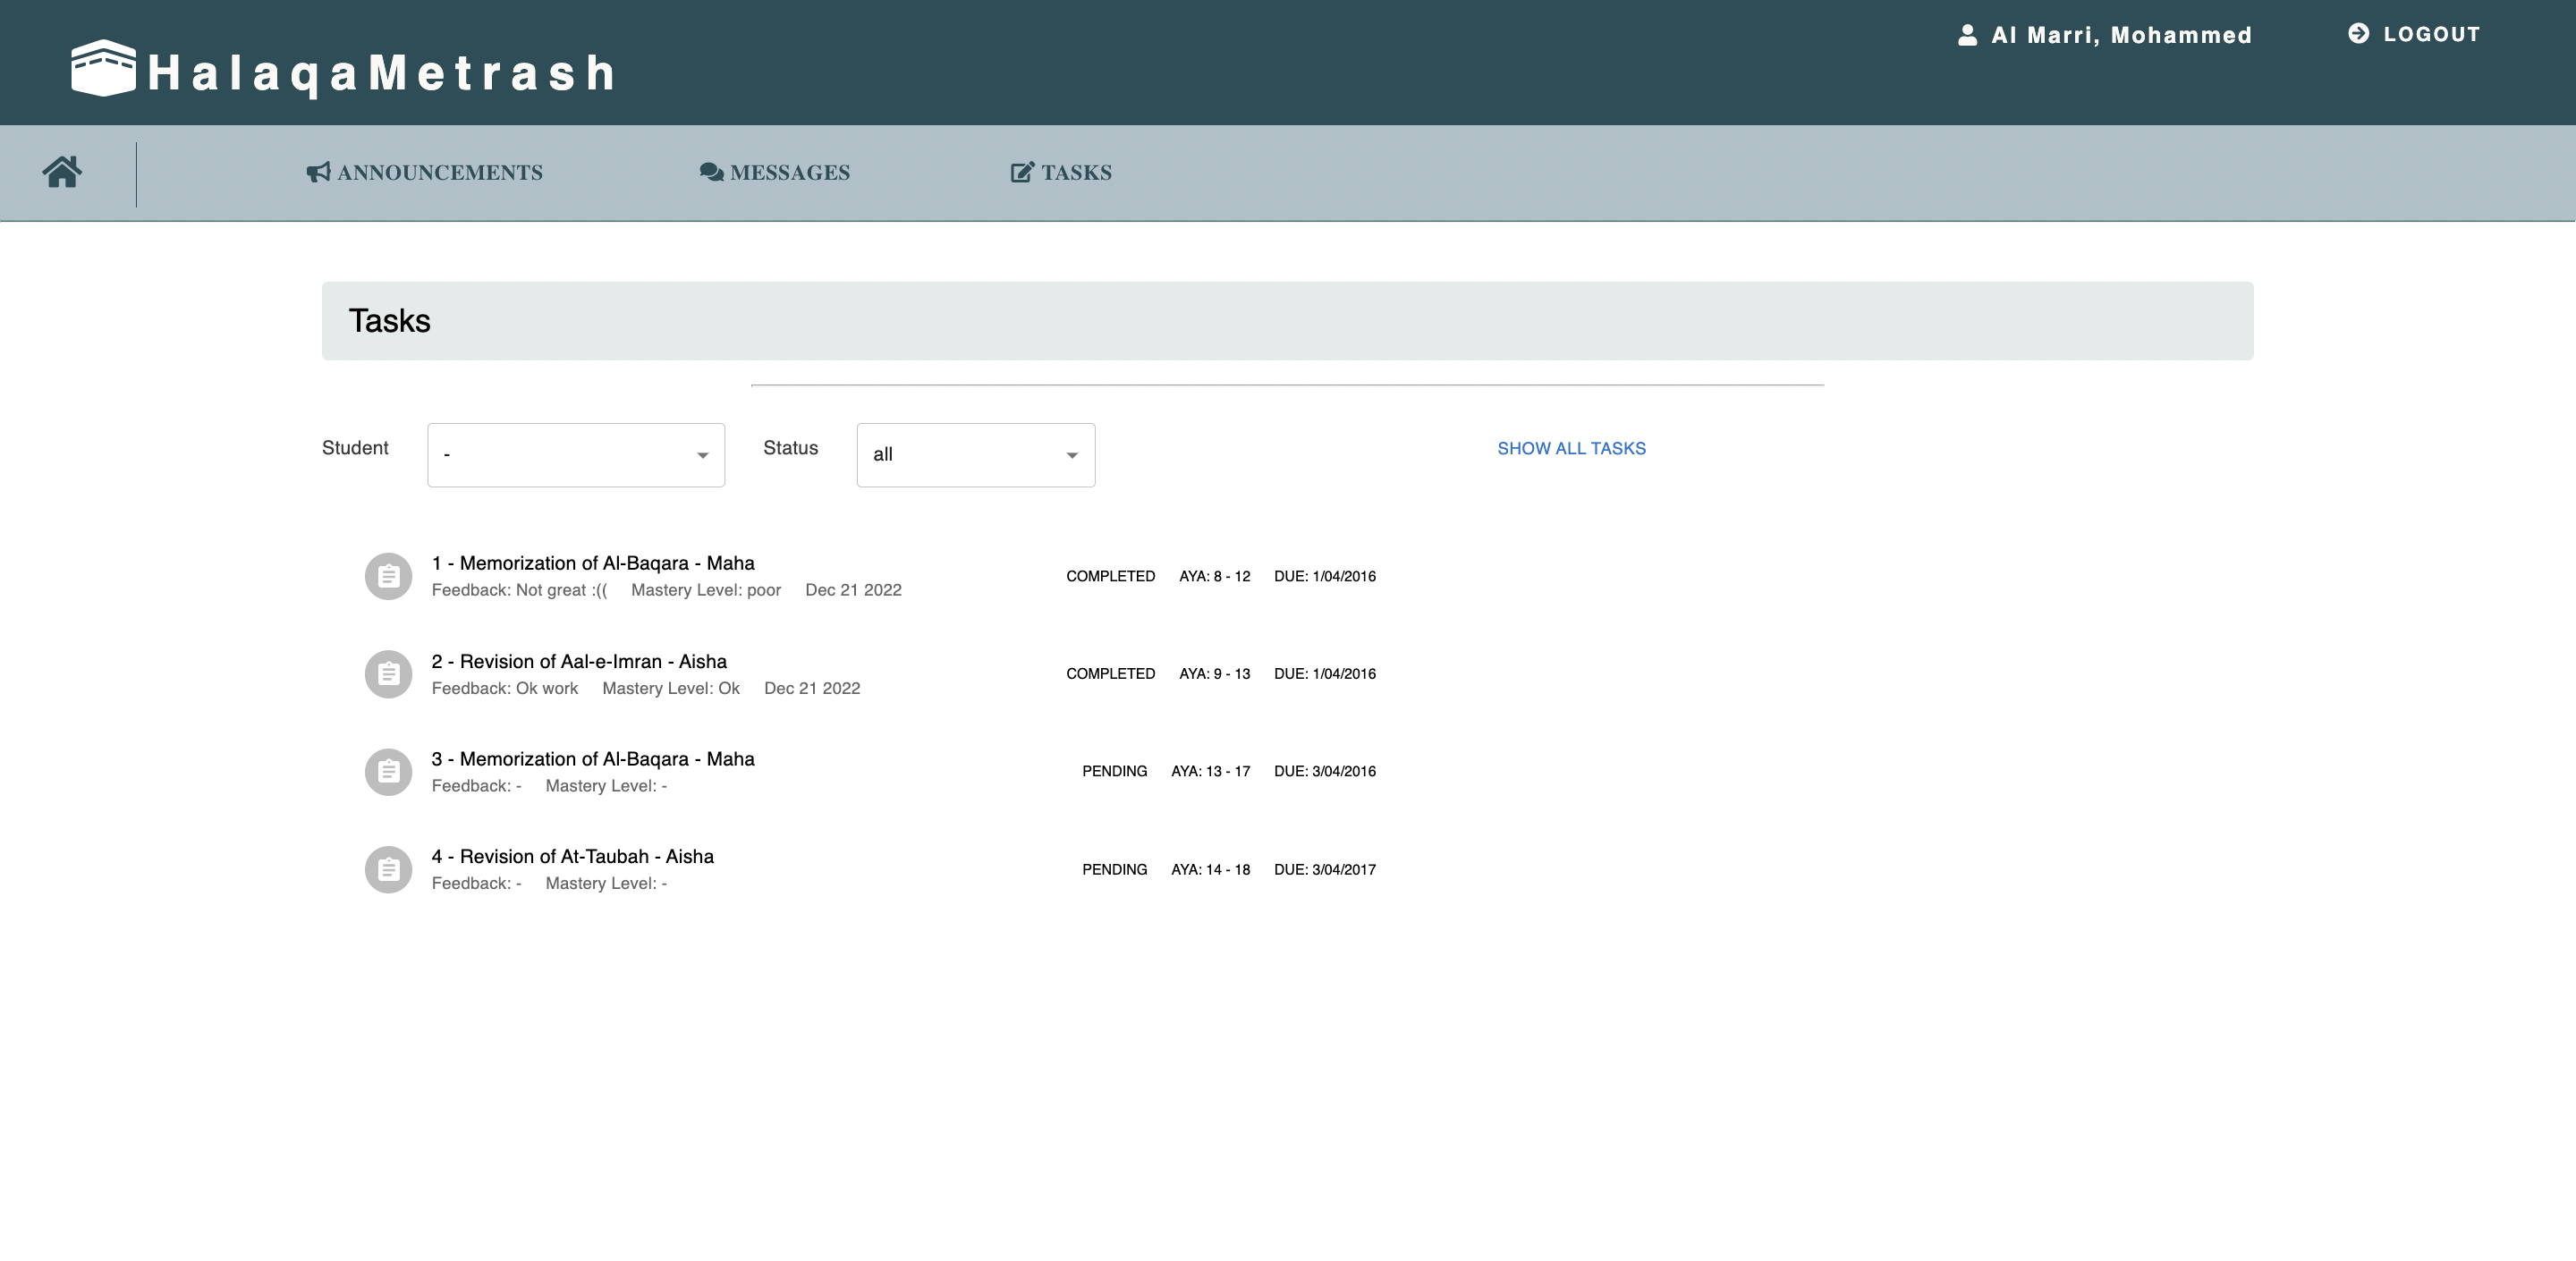 Al Marri, Mohammed LOGOUT
HalaqaMetrash
ANNOUNCEMENTS MESSAGES TASKS
Tasks
Student - Status all SHOW ALL TASKS
1 - Memorization of Al-Baqara - Maha
Feedback: Not great :(( Mastery Level: poor Dec 21 2022
COMPLETED AYA: 8 - 12 DUE: 1/04/2016
2 - Revision of Aal-e-Imran - Aisha
Feedback: Ok work Mastery Level: Ok Dec 21 2022
COMPLETED AYA: 9 - 13 DUE: 1/04/2016
3 - Memorization of Al-Baqara - Maha
Feedback: - Mastery Level: -
PENDING AYA: 13 - 17 DUE: 3/04/2016
4 - Revision of At-Taubah - Aisha
Feedback: - Mastery Level: -
PENDING AYA: 14 - 18 DUE: 3/04/2017